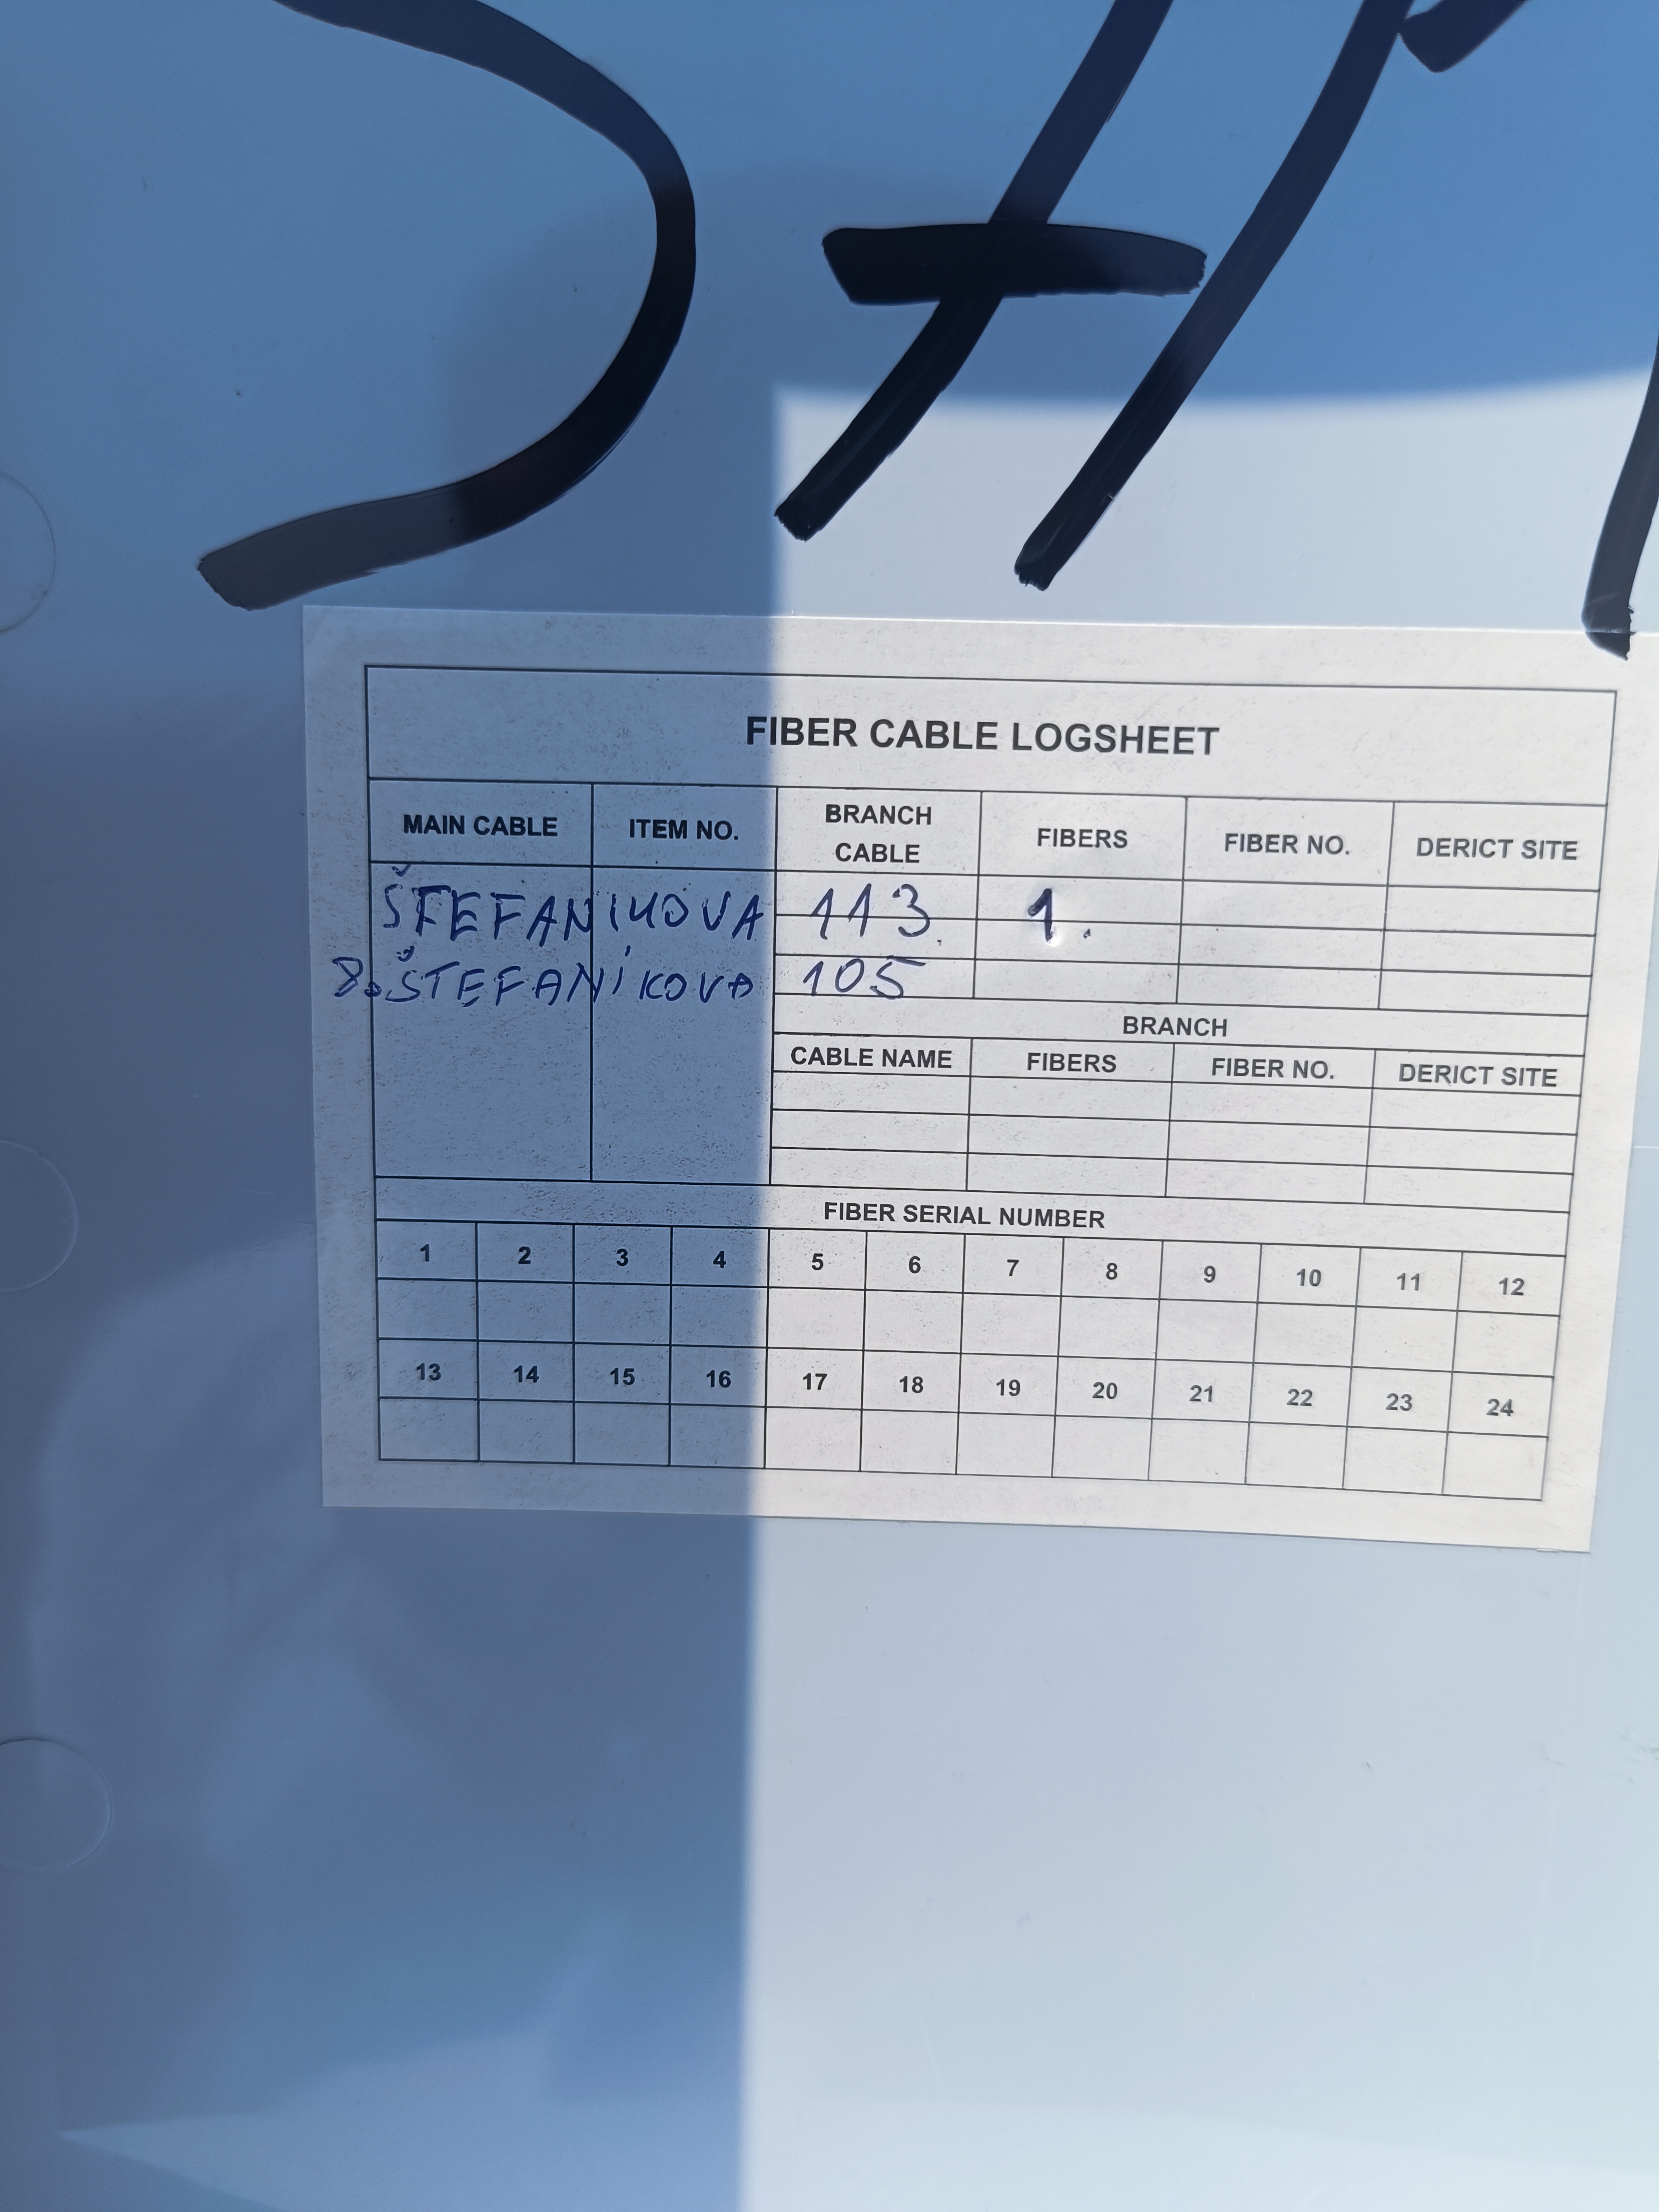 FIBER CABLE LOGSHEET
MAIN CABLE ITEM NO. BRANCH CABLE FIBERS FIBER NO. DERICT SITE
ŠTEFANIKOVA 113. 1.
8. ŠTEFANIKOVA 105
BRANCH
CABLE NAME FIBERS FIBER NO. DERICT SITE
FIBER SERIAL NUMBER
1 2 3 4 5 6 7 8 9 10 11 12
13 14 15 16 17 18 19 20 21 22 23 24